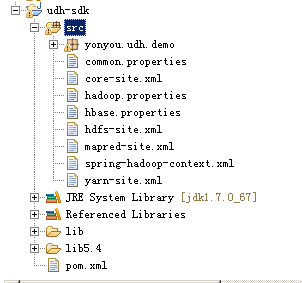 udh-sdk
src
yonyou.udh.demo
common.properties
core-site.xml
hadoop.properties
hbase.properties
hdfs-site.xml
mapred-site.xml
spring-hadoop-context.xml
yarn-site.xml
JRE System Library [jdk1.7.0_67]
Referenced Libraries
lib
lib5.4
pom.xml